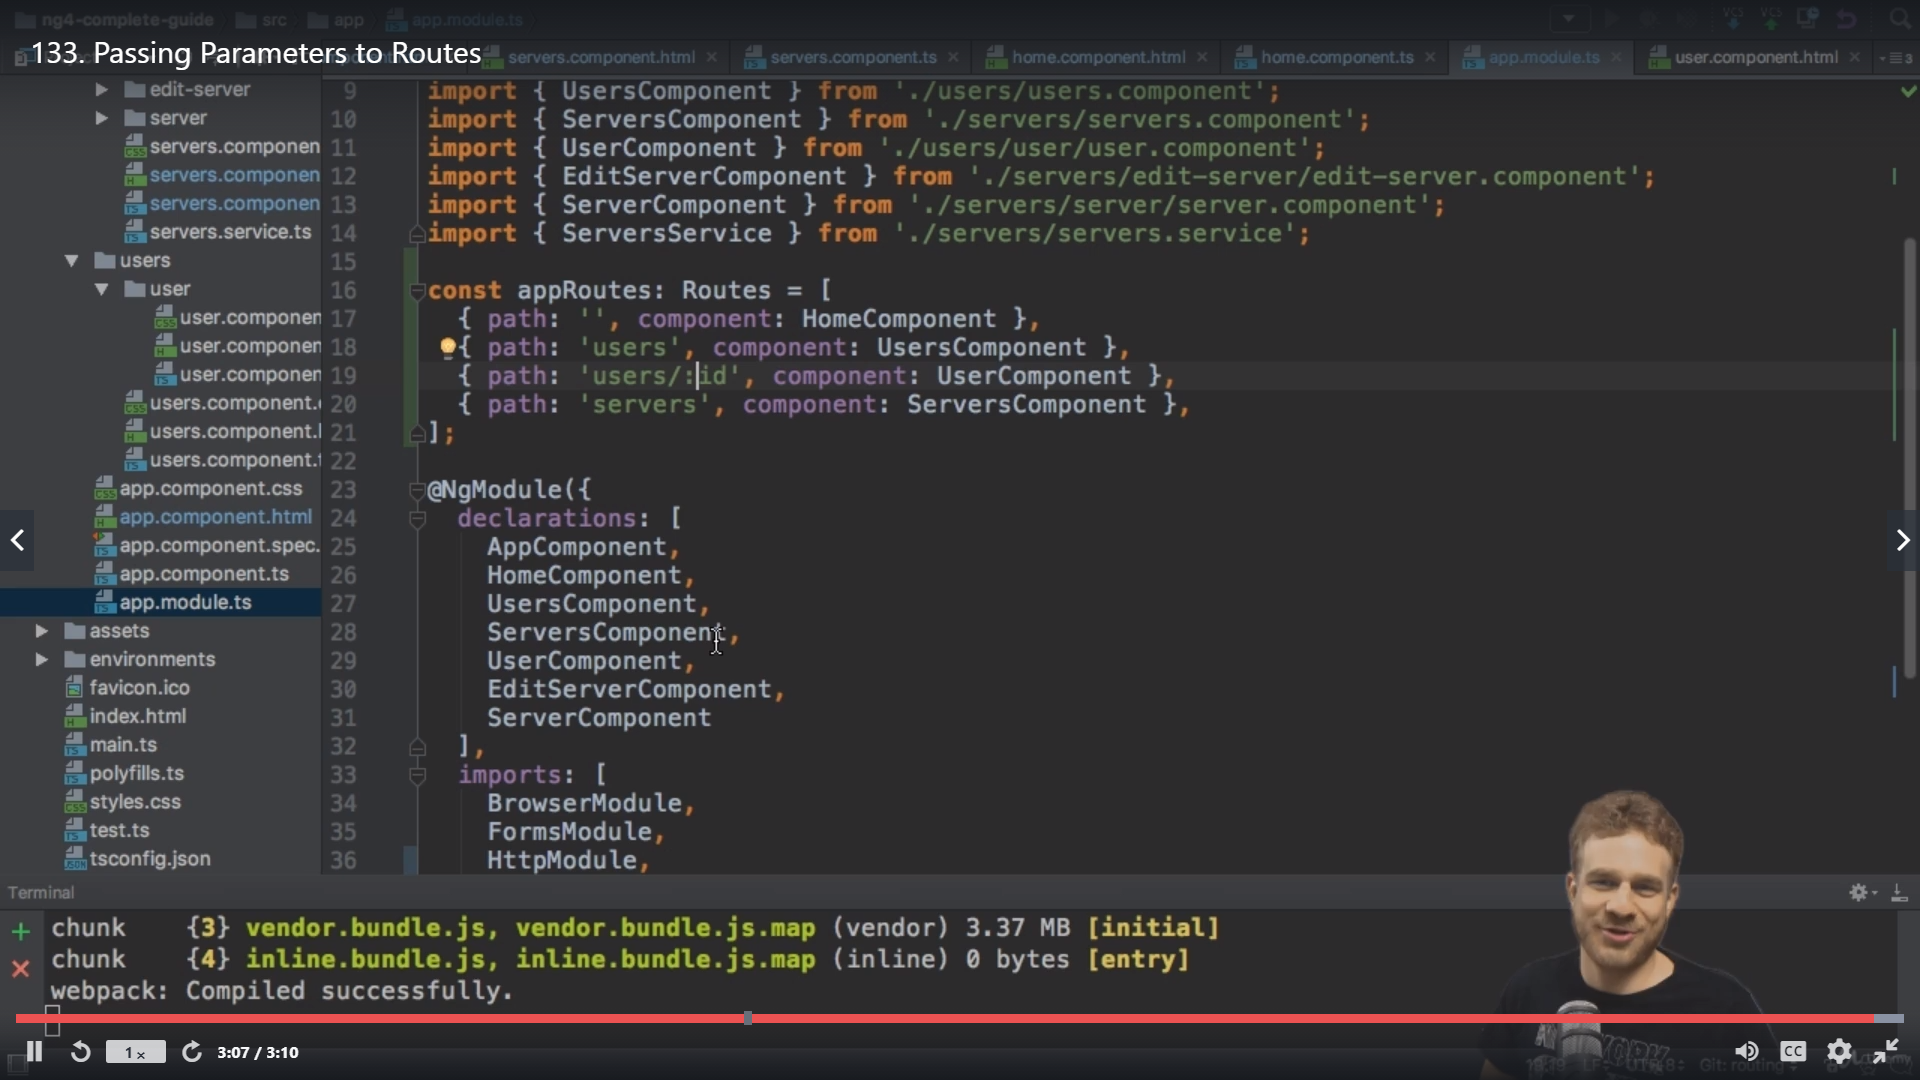 ng4-complete-guide src app app.module.ts
133. Passing Parameters to Routes
servers.component.html servers.component.ts home.component.html home.component.ts app.module.ts user.component.html
edit-server
server
servers.componen
servers.componen
servers.componen
servers.service.ts
users
user
user.componen
user.componen
user.componen
users.component.
users.component.
users.component.
app.component.css
app.component.html
app.component.spec.
app.component.ts
app.module.ts
assets
environments
favicon.ico
index.html
main.ts
polyfills.ts
styles.css
test.ts
tsconfig.json
9 import { UsersComponent } from './users/users.component';
10 import { ServersComponent } from './servers/servers.component';
11 import { UserComponent } from './users/user/user.component';
12 import { EditServerComponent } from './servers/edit-server/edit-server.component';
13 import { ServerComponent } from './servers/server/server.component';
14 import { ServersService } from './servers/servers.service';
15
16 const appRoutes: Routes = [
17 { path: '', component: HomeComponent },
18 { path: 'users', component: UsersComponent },
19 { path: 'users/:id', component: UserComponent },
20 { path: 'servers', component: ServersComponent },
21 ];
22
23 @NgModule({
24 declarations: [
25 AppComponent,
26 HomeComponent,
27 UsersComponent,
28 ServersComponent,
29 UserComponent,
30 EditServerComponent,
31 ServerComponent
32 ],
33 imports: [
34 BrowserModule,
35 FormsModule,
36 HttpModule,
Terminal
chunk {3} vendor.bundle.js, vendor.bundle.js.map (vendor) 3.37 MB [initial]
chunk {4} inline.bundle.js, inline.bundle.js.map (inline) 0 bytes [entry]
webpack: Compiled successfully.
1 x 3:07 / 3:10 CC
Git: routing